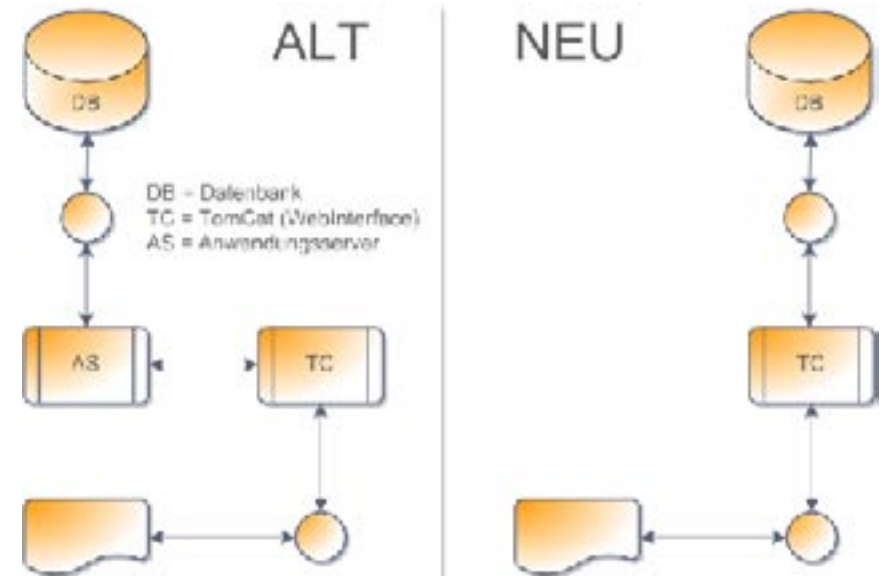 ALT
NEU
DB
DB
DB = Datenbank
TC = TomCat (WebInterface)
AS = Anwendungsserver
AS
TC
TC